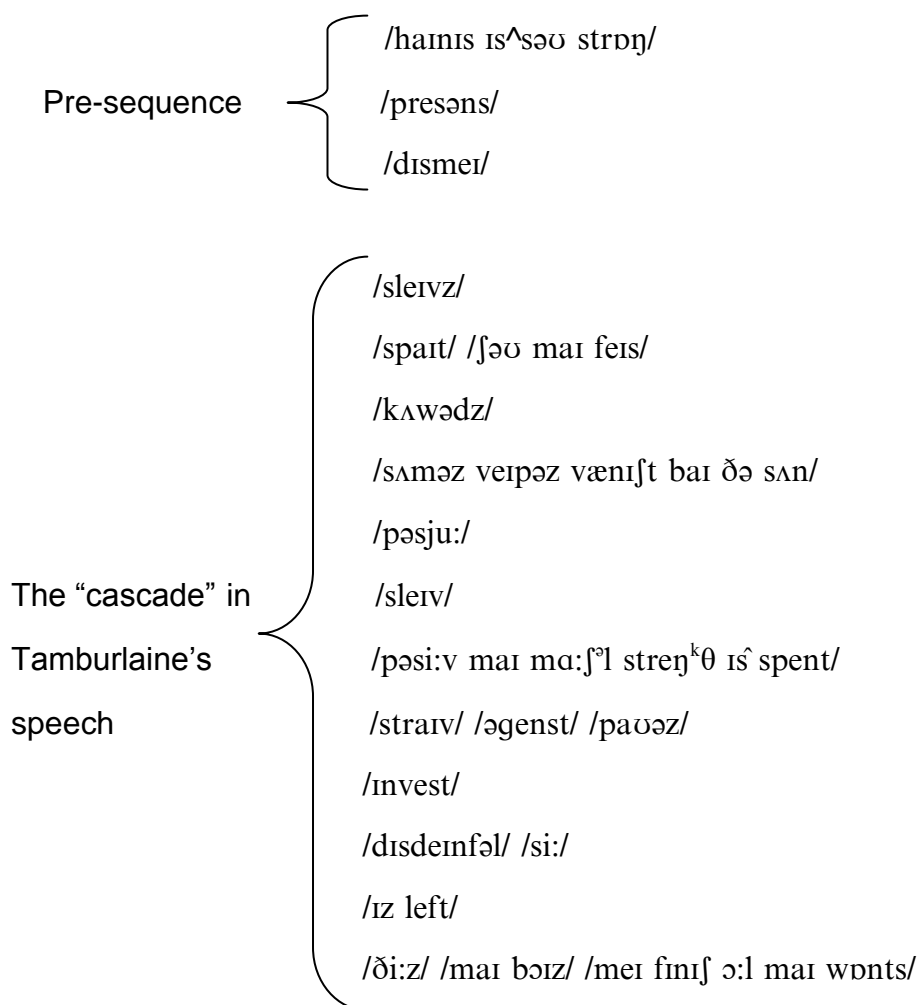 /haɪnɪs ɪs^səʊ strɒŋ/
Pre-sequence
/presəns/
/dɪsmeɪ/
/sleɪvz/
/spaɪt/ /ʃəʊ maɪ feɪs/
/kʌwədz/
/sʌməz veɪpəz vænɪʃt baɪ ðə sʌn/
/pəsju:/
The “cascade” in
Tamburlaine’s
speech
/sleɪv/
/pəsi:v maɪ mɑ:ʃᵊl streŋᵏθ ɪs^ spent/
/straɪv/ /əgenst/ /paʊəz/
/ɪnvest/
/dɪsdeɪnfəl/ /si:/
/ɪz left/
/ði:z/ /maɪ bɔɪz/ /meɪ fɪnɪʃ ɔ:l maɪ wɒnts/